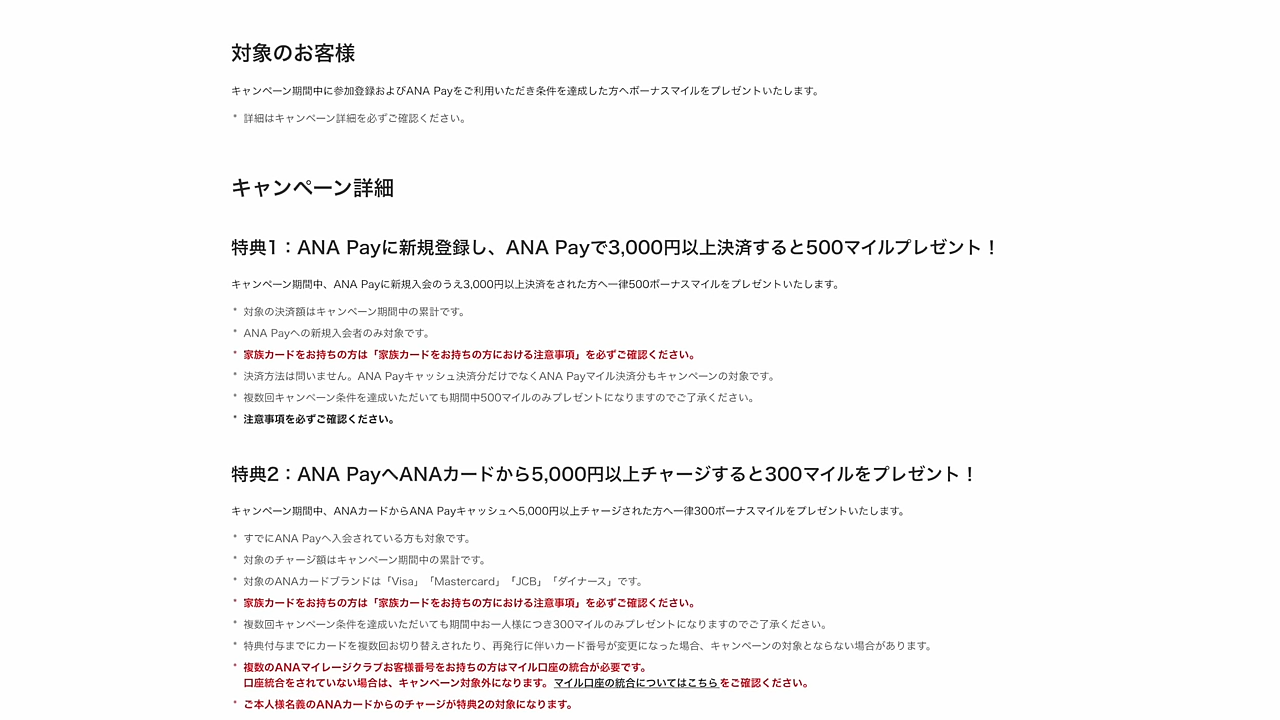 対象のお客様
キャンペーン期間中に参加登録およびANA Payをご利用いただき条件を達成した方へボーナスマイルをプレゼントいたします。
* 詳細はキャンペーン詳細を必ずご確認ください。
キャンペーン詳細
特典1：ANA Payに新規登録し、ANA Payで3,000円以上決済すると500マイルプレゼント！
キャンペーン期間中、ANA Payに新規入会のうえ3,000円以上決済をされた方へ一律500ボーナスマイルをプレゼントいたします。
* 対象の決済額はキャンペーン期間中の累計です。
* ANA Payへの新規入会者のみ対象です。
* 家族カードをお持ちの方は「家族カードをお持ちの方における注意事項」を必ずご確認ください。
* 決済方法は問いません。ANA Payキャッシュ決済分だけでなくANA Payマイル決済分もキャンペーンの対象です。
* 複数回キャンペーン条件を達成いただいても期間中500マイルのみプレゼントになりますのでご了承ください。
* 注意事項を必ずご確認ください。
特典2：ANA PayへANAカードから5,000円以上チャージすると300マイルをプレゼント！
キャンペーン期間中、ANAカードからANA Payキャッシュへ5,000円以上チャージされた方へ一律300ボーナスマイルをプレゼントいたします。
* すでにANA Payへ入会されている方も対象です。
* 対象のチャージ額はキャンペーン期間中の累計です。
* 対象のANAカードブランドは「Visa」「Mastercard」「JCB」「ダイナース」です。
* 家族カードをお持ちの方は「家族カードをお持ちの方における注意事項」を必ずご確認ください。
* 複数回キャンペーン条件を達成いただいても期間中お一人様につき300マイルのみプレゼントになりますのでご了承ください。
* 特典付与までにカードを複数回お切り替えされたり、再発行に伴いカード番号が変更になった場合、キャンペーンの対象とならない場合があります。
* 複数のANAマイレージクラブお客様番号をお持ちの方はマイル口座の統合が必要です。
口座統合をされていない場合は、キャンペーン対象外になります。マイル口座の統合についてはこちらをご確認ください。
* ご本人様名義のANAカードからのチャージが特典2の対象になります。